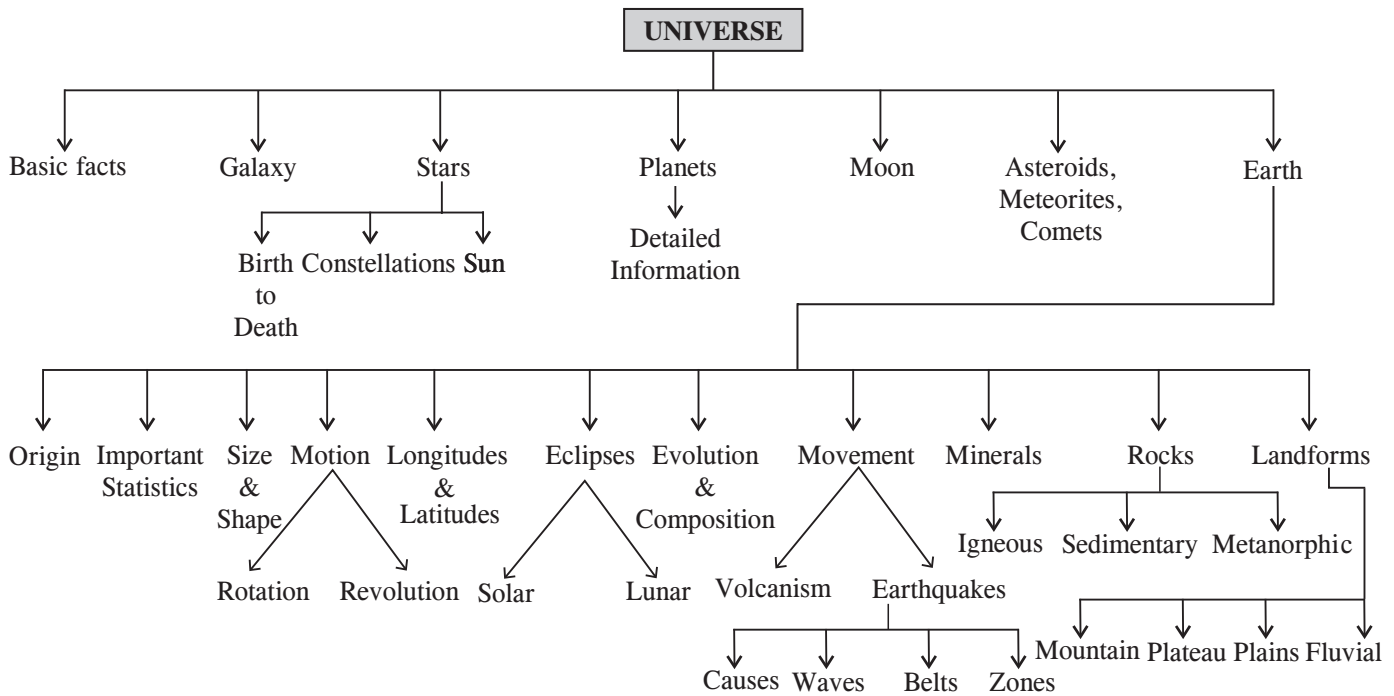 UNIVERSE
Basic facts
Galaxy
Stars
Planets
Moon
Asteroids,
Meteorites,
Comets
Earth
Birth
to
Death
Constellations
Sun
Detailed
Information
Origin
Important
Statistics
Size
&
Shape
Motion
Longitudes
&
Latitudes
Eclipses
Evolution
&
Composition
Movement
Minerals
Rocks
Landforms
Rotation
Revolution
Solar
Lunar
Volcanism
Earthquakes
Igneous
Sedimentary
Metanorphic
Causes
Waves
Belts
Zones
Mountain
Plateau
Plains
Fluvial